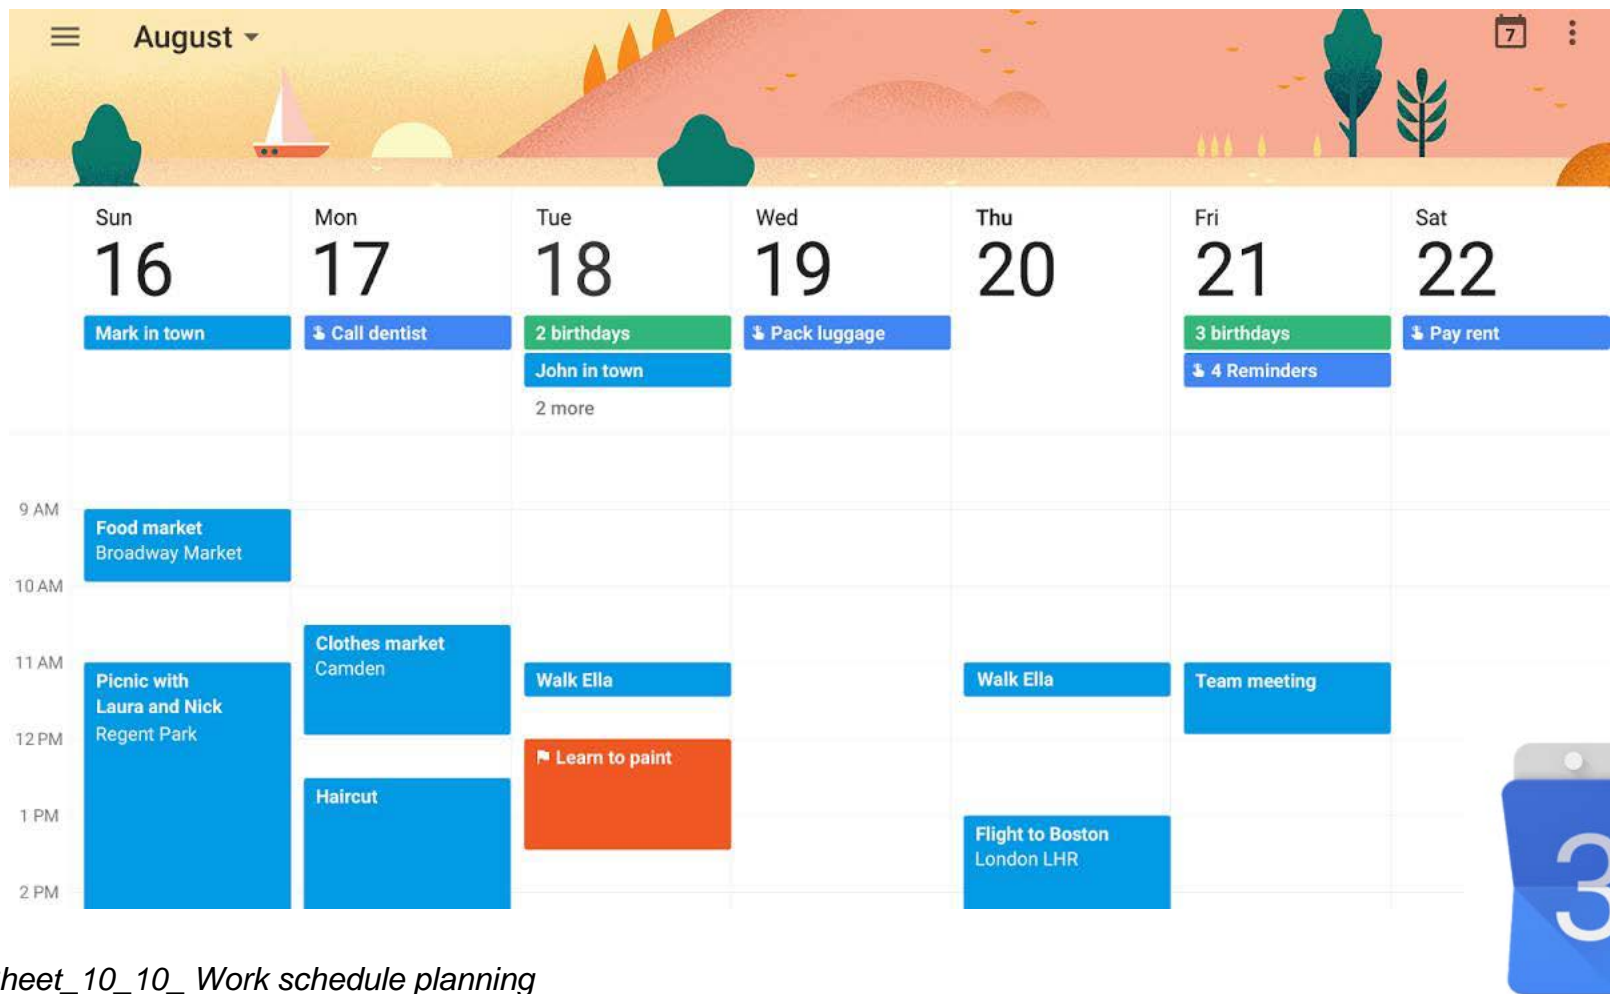 August
7
Sun
Mon
Tue
Wed
Thu
Fri
Sat
16
17
18
19
20
21
22
Mark in town
Call dentist
2 birthdays
Pack luggage
3 birthdays
Pay rent
John in town
4 Reminders
2 more
9 AM
Food market
Broadway Market
10 AM
Clothes market
Camden
11 AM
Picnic with
Laura and Nick
Regent Park
Walk Ella
Walk Ella
Team meeting
12 PM
Learn to paint
Haircut
1 PM
Flight to Boston
London LHR
2 PM
3
heet_10_10_ Work schedule planning